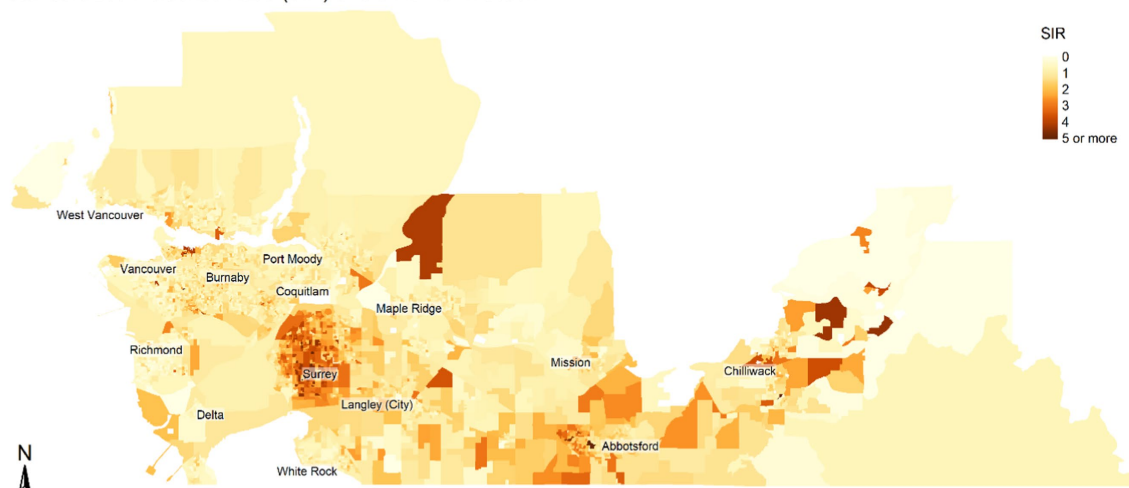 SIR
0
1
2
3
4
5 or more
West Vancouver
Port Moody
Vancouver
Burnaby
Coquitlam
Maple Ridge
Richmond
Mission
Surrey
Chilliwack
Langley (City)
Delta
Abbotsford
N
White Rock